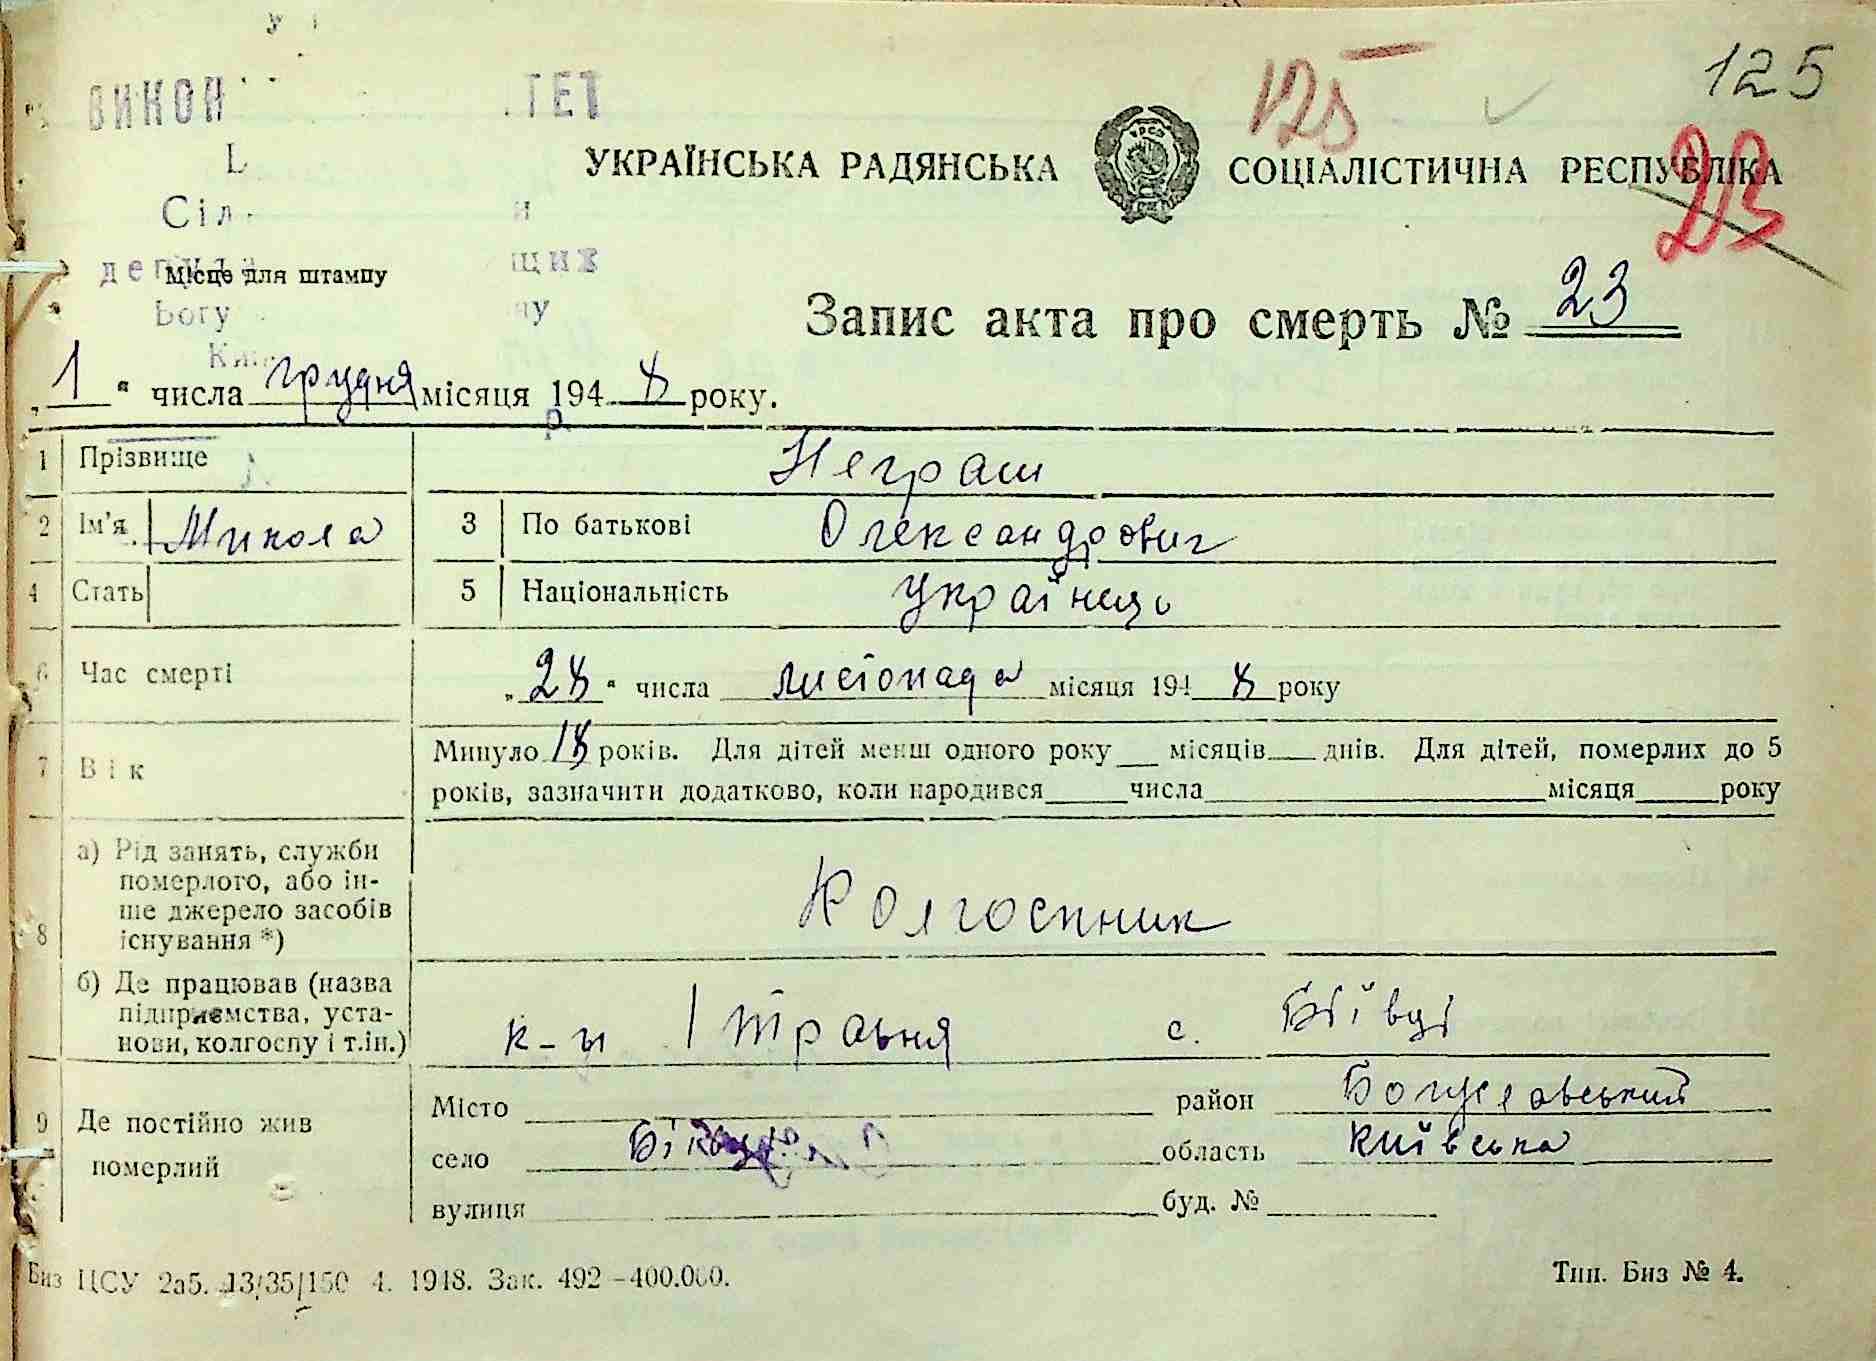 125
125
23
ВИКОН ТЕТ
УКРАЇНСЬКА РАДЯНСЬКА СОЦІАЛІСТИЧНА РЕСПУБЛІКА
Сіл
Місце для штампу
Богу
Запис акта про смерть № 23
„1" числа грудня місяця 1948 року.
1 Прізвище Неграш
2 Ім'я Микола 3 По батькові Олександрович
4 Стать 5 Національність українець
6 Час смерті „28" числа листопада місяця 1948 року
7 Вік Минуло 18 років. Для дітей менш одного року місяців днів. Для дітей, померлих до 5
років, зазначити додатково, коли народився числа місяця року
8 а) Рід занять, служби
померлого, або ін-
ше джерело засобів
існування *) Колгоспник
б) Де працював (назва
підприємства, уста-
нови, колгоспу і т.ін.) к-п 1 травня с. Біївці
9 Де постійно жив
померлий
Місто район Богуславський
село область Київська
вулиця буд. №
Биз ЦСУ 2а5. 13/35/150 4. 1948. Зак. 492 –400.000. Тип. Биз № 4.